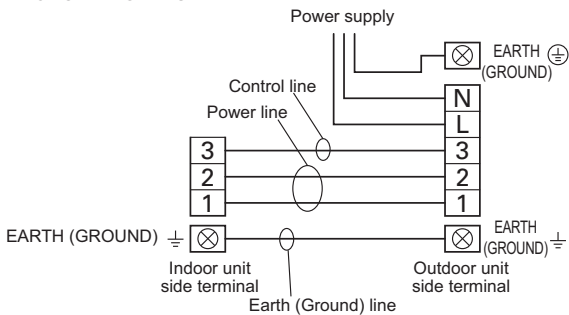 Power supply
EARTH
(GROUND)
Control line
Power line
N
L
3
3
2
2
1
1
EARTH (GROUND)
EARTH
(GROUND)
Indoor unit
side terminal
Outdoor unit
side terminal
Earth (Ground) line